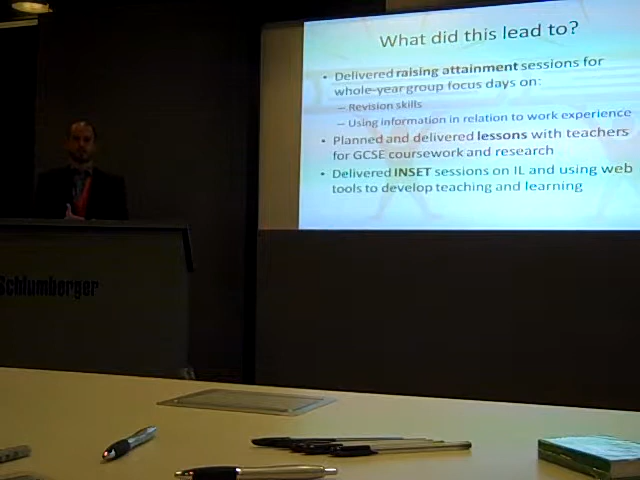 What did this lead to?
• Delivered raising attainment sessions for
whole-year group focus days on:
– Revision skills
– Using information in relation to work experience
• Planned and delivered lessons with teachers
for GCSE coursework and research
• Delivered INSET sessions on IL and using web
tools to develop teaching and learning
Schlumberger